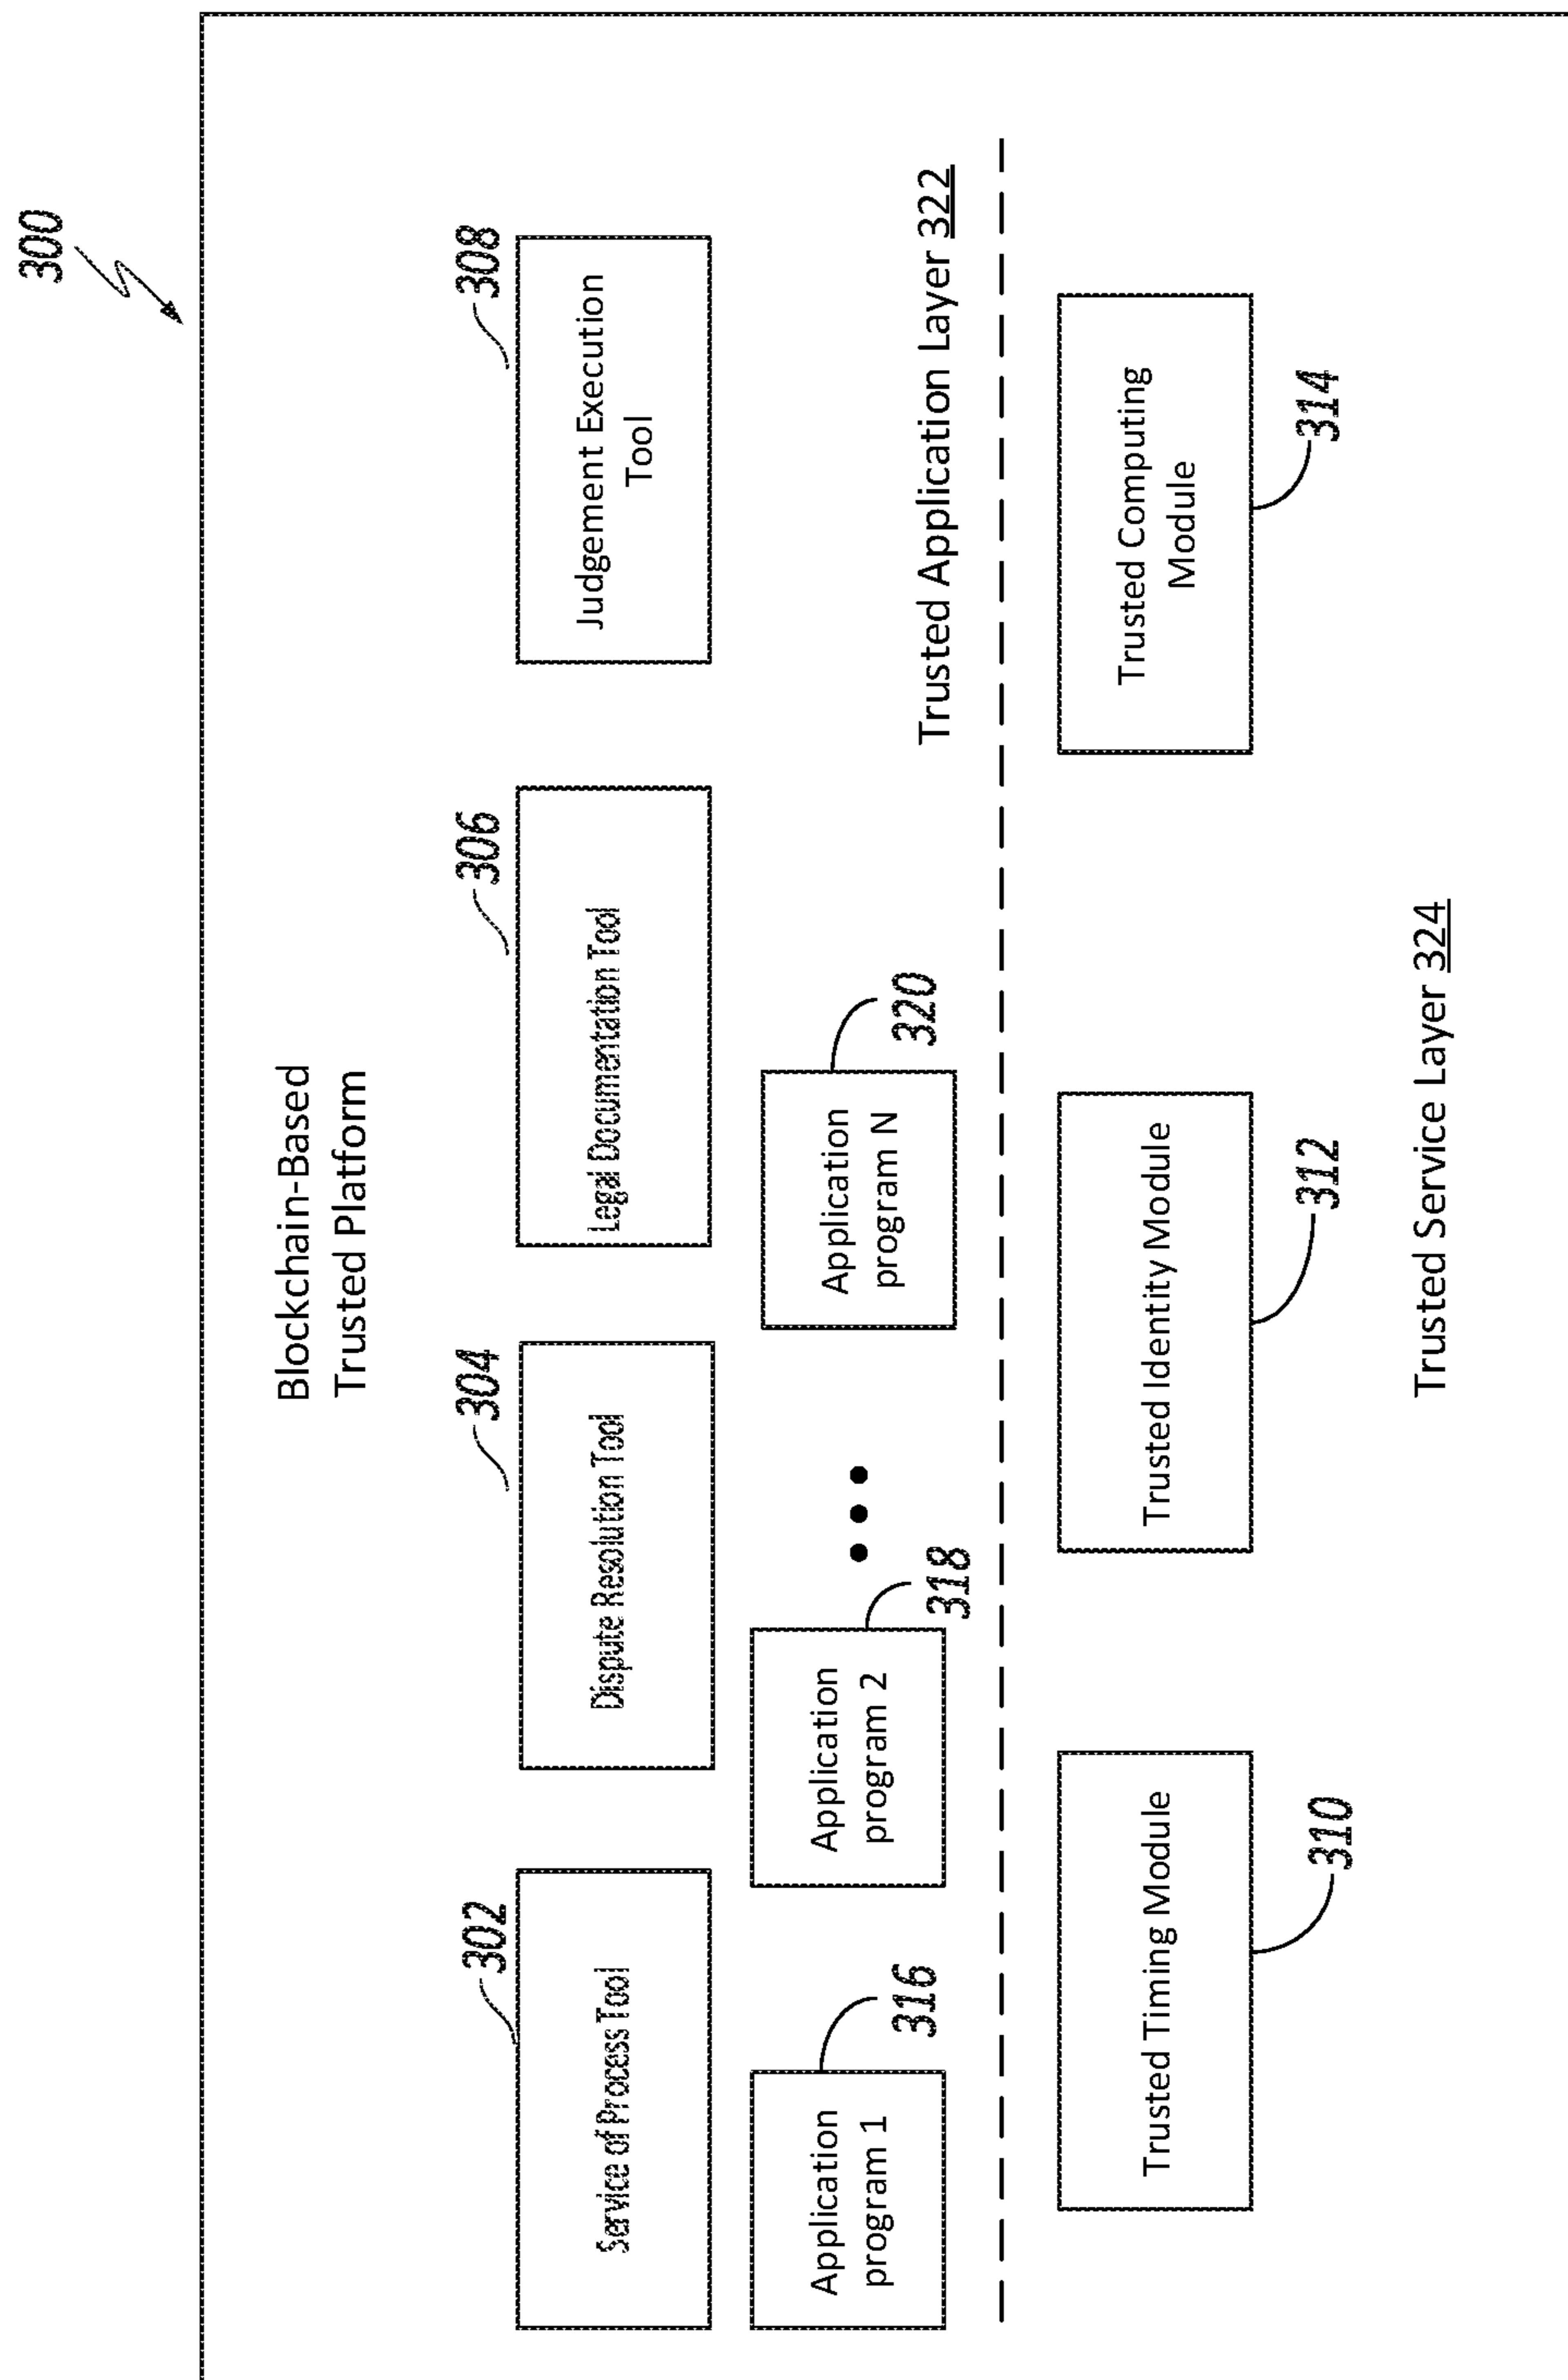 300
Blockchain-Based
Trusted Platform
302
304
306
308
Service of Process Tool
Dispute Resolution Tool
Legal Documentation Tool
Judgement Execution
Tool
Application
program 1
316
Application
program 2
318
Application
program N
320
Trusted Application Layer 322
Trusted Timing Module
310
Trusted Identity Module
312
Trusted Computing
Module
314
Trusted Service Layer 324